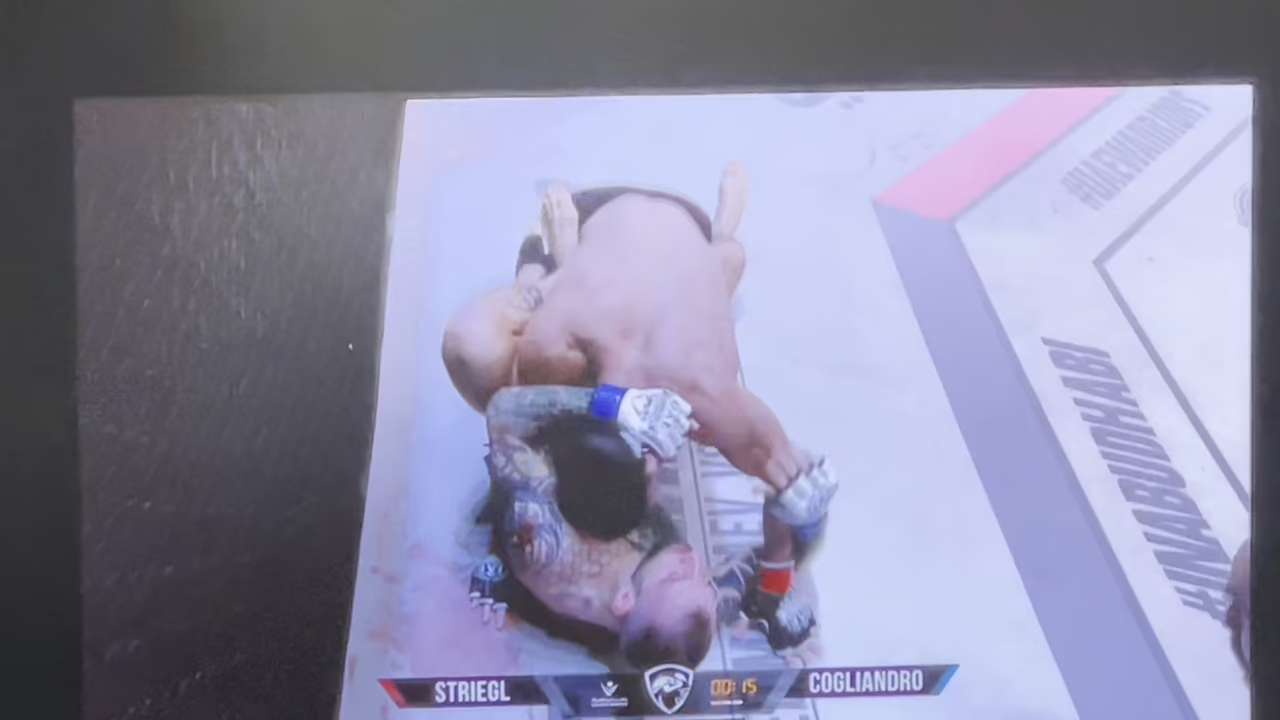 #UAEWARRIORS
#INABUDHABI
STRIEGL
00:15
COGLIANDRO